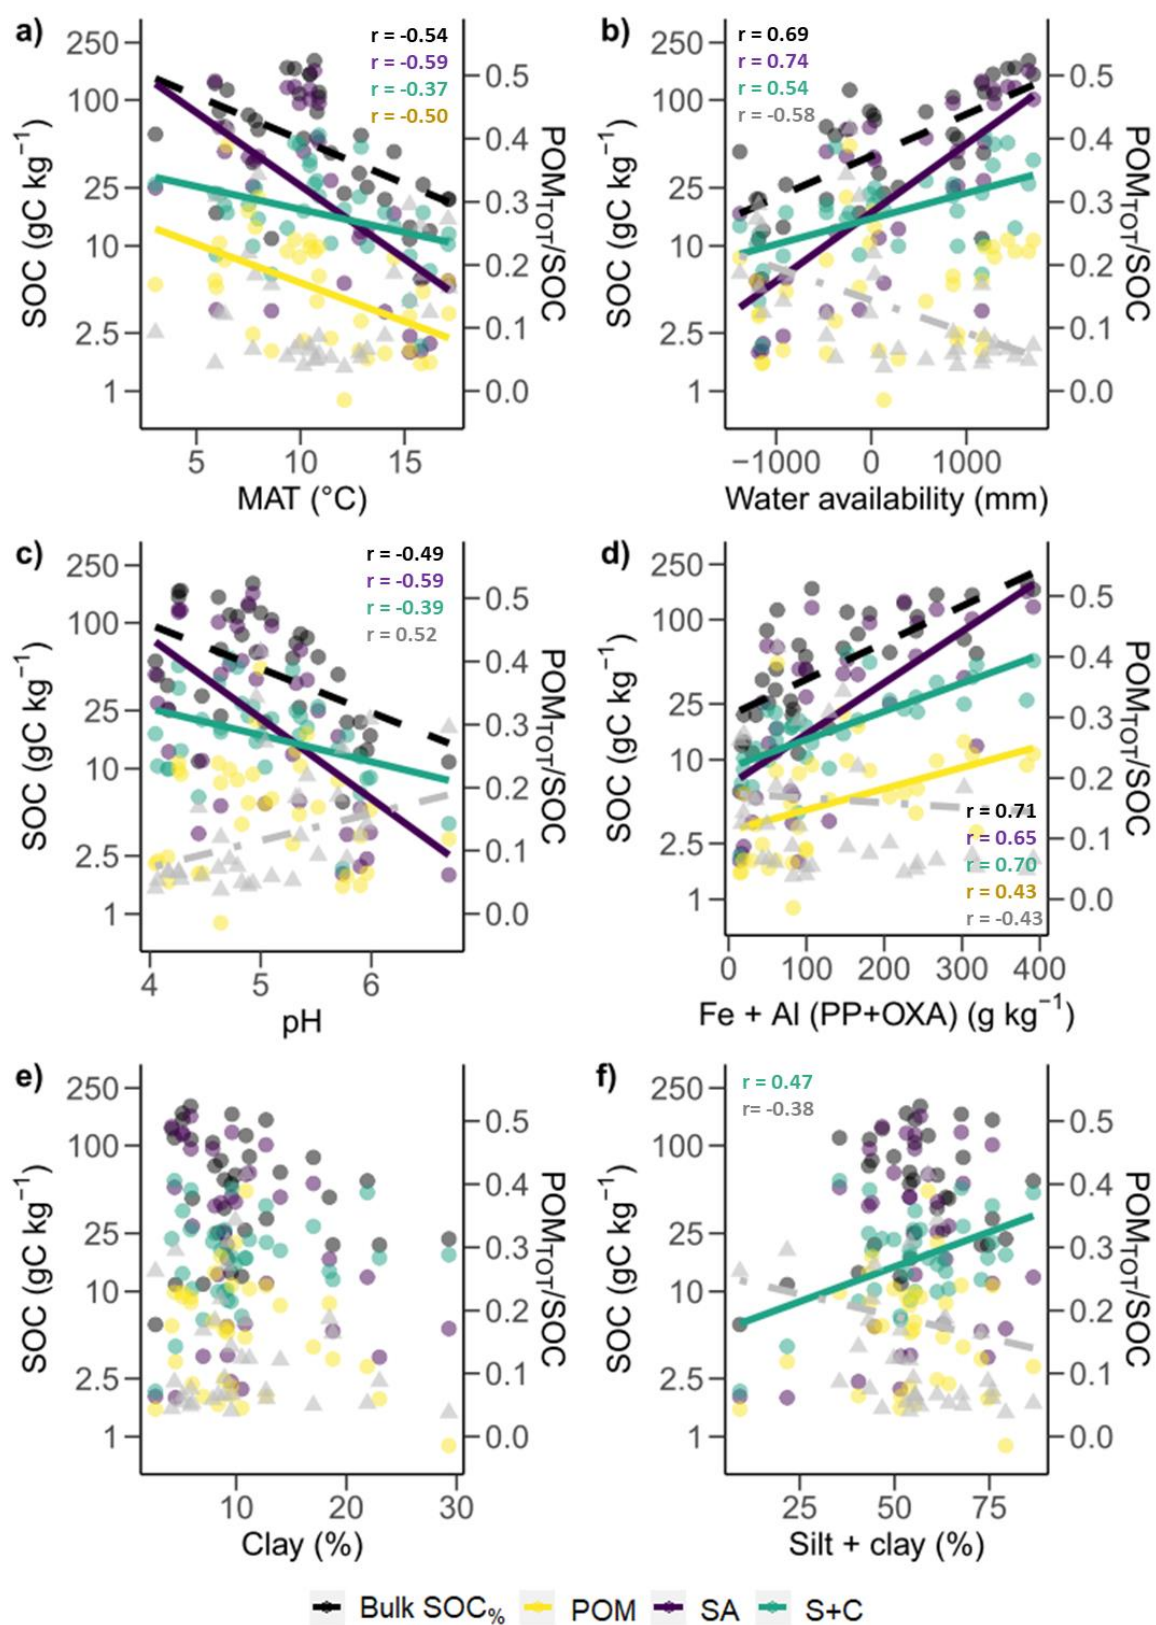 a)
r = -0.54
r = -0.59
r = -0.37
r = -0.50
250
100
25
10
2.5
1
SOC (gC kg⁻¹)
0.5
0.4
0.3
0.2
0.1
0.0
POM_TOT/SOC
5 10 15
MAT (°C)
b)
r = 0.69
r = 0.74
r = 0.54
r = -0.58
250
100
25
10
2.5
1
SOC (gC kg⁻¹)
0.5
0.4
0.3
0.2
0.1
0.0
POM_TOT/SOC
−1000 0 1000
Water availability (mm)
c)
r = -0.49
r = -0.59
r = -0.39
r = 0.52
250
100
25
10
2.5
1
SOC (gC kg⁻¹)
0.5
0.4
0.3
0.2
0.1
0.0
POM_TOT/SOC
4 5 6
pH
d)
250
100
25
10
2.5
1
SOC (gC kg⁻¹)
0.5
0.4
0.3
0.2
0.1
0.0
POM_TOT/SOC
r = 0.71
r = 0.65
r = 0.70
r = 0.43
r = -0.43
0 100 200 300 400
Fe + Al (PP+OXA) (g kg⁻¹)
e)
250
100
25
10
2.5
1
SOC (gC kg⁻¹)
0.5
0.4
0.3
0.2
0.1
0.0
POM_TOT/SOC
10 20 30
Clay (%)
f)
r = 0.47
r= -0.38
250
100
25
10
2.5
1
SOC (gC kg⁻¹)
0.5
0.4
0.3
0.2
0.1
0.0
POM_TOT/SOC
25 50 75
Silt + clay (%)
Bulk SOC% POM SA S+C